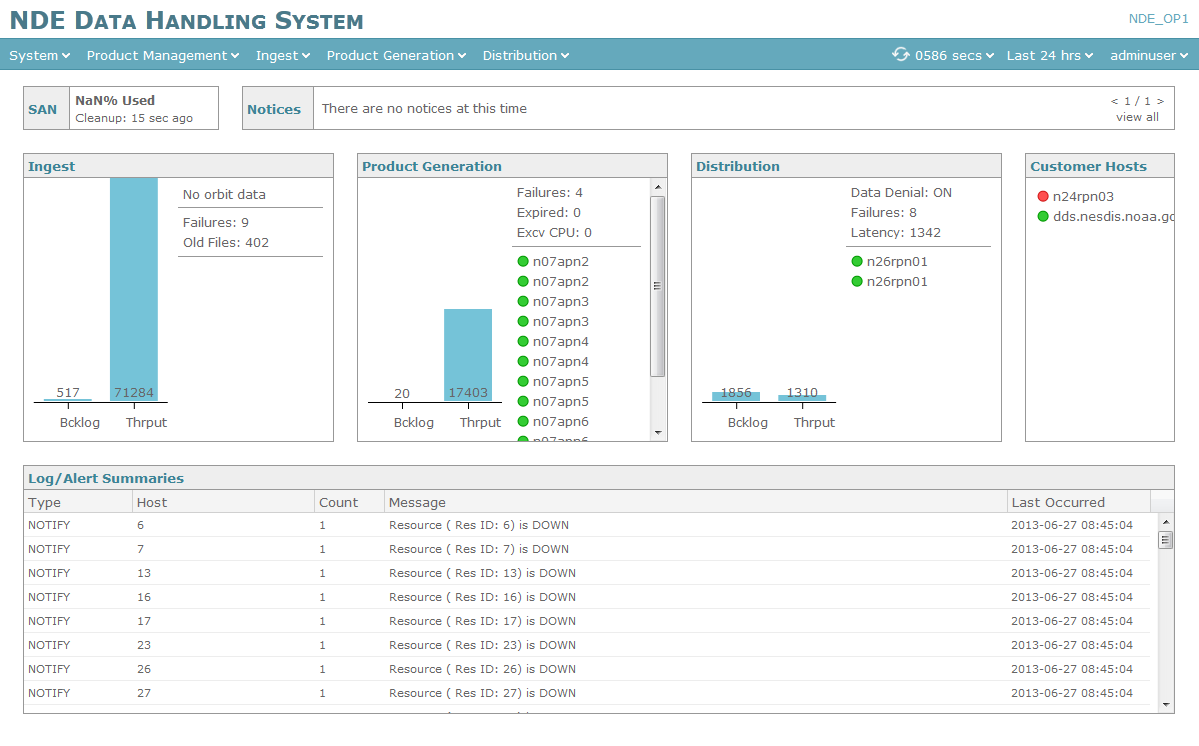 NDE Data Handling System
NDE_OP1
System Product Management Ingest Product Generation Distribution 0586 secs Last 24 hrs adminuser
SAN
NaN% Used
Cleanup: 15 sec ago
Notices
There are no notices at this time
< 1 / 1 >
view all
Ingest
No orbit data
Failures: 9
Old Files: 402
517 71284
Bcklog Thrput
Product Generation
Failures: 4
Expired: 0
Excv CPU: 0
n07apn2
n07apn2
n07apn3
n07apn3
n07apn4
n07apn4
n07apn5
n07apn5
n07apn6
n07apn6
20 17403
Bcklog Thrput
Distribution
Data Denial: ON
Failures: 8
Latency: 1342
n26rpn01
n26rpn01
1856 1310
Bcklog Thrput
Customer Hosts
n24rpn03
dds.nesdis.noaa.go
Log/Alert Summaries
Type Host Count Message Last Occurred
NOTIFY 6 1 Resource ( Res ID: 6) is DOWN 2013-06-27 08:45:04
NOTIFY 7 1 Resource ( Res ID: 7) is DOWN 2013-06-27 08:45:04
NOTIFY 13 1 Resource ( Res ID: 13) is DOWN 2013-06-27 08:45:04
NOTIFY 16 1 Resource ( Res ID: 16) is DOWN 2013-06-27 08:45:04
NOTIFY 17 1 Resource ( Res ID: 17) is DOWN 2013-06-27 08:45:04
NOTIFY 23 1 Resource ( Res ID: 23) is DOWN 2013-06-27 08:45:04
NOTIFY 26 1 Resource ( Res ID: 26) is DOWN 2013-06-27 08:45:04
NOTIFY 27 1 Resource ( Res ID: 27) is DOWN 2013-06-27 08:45:04